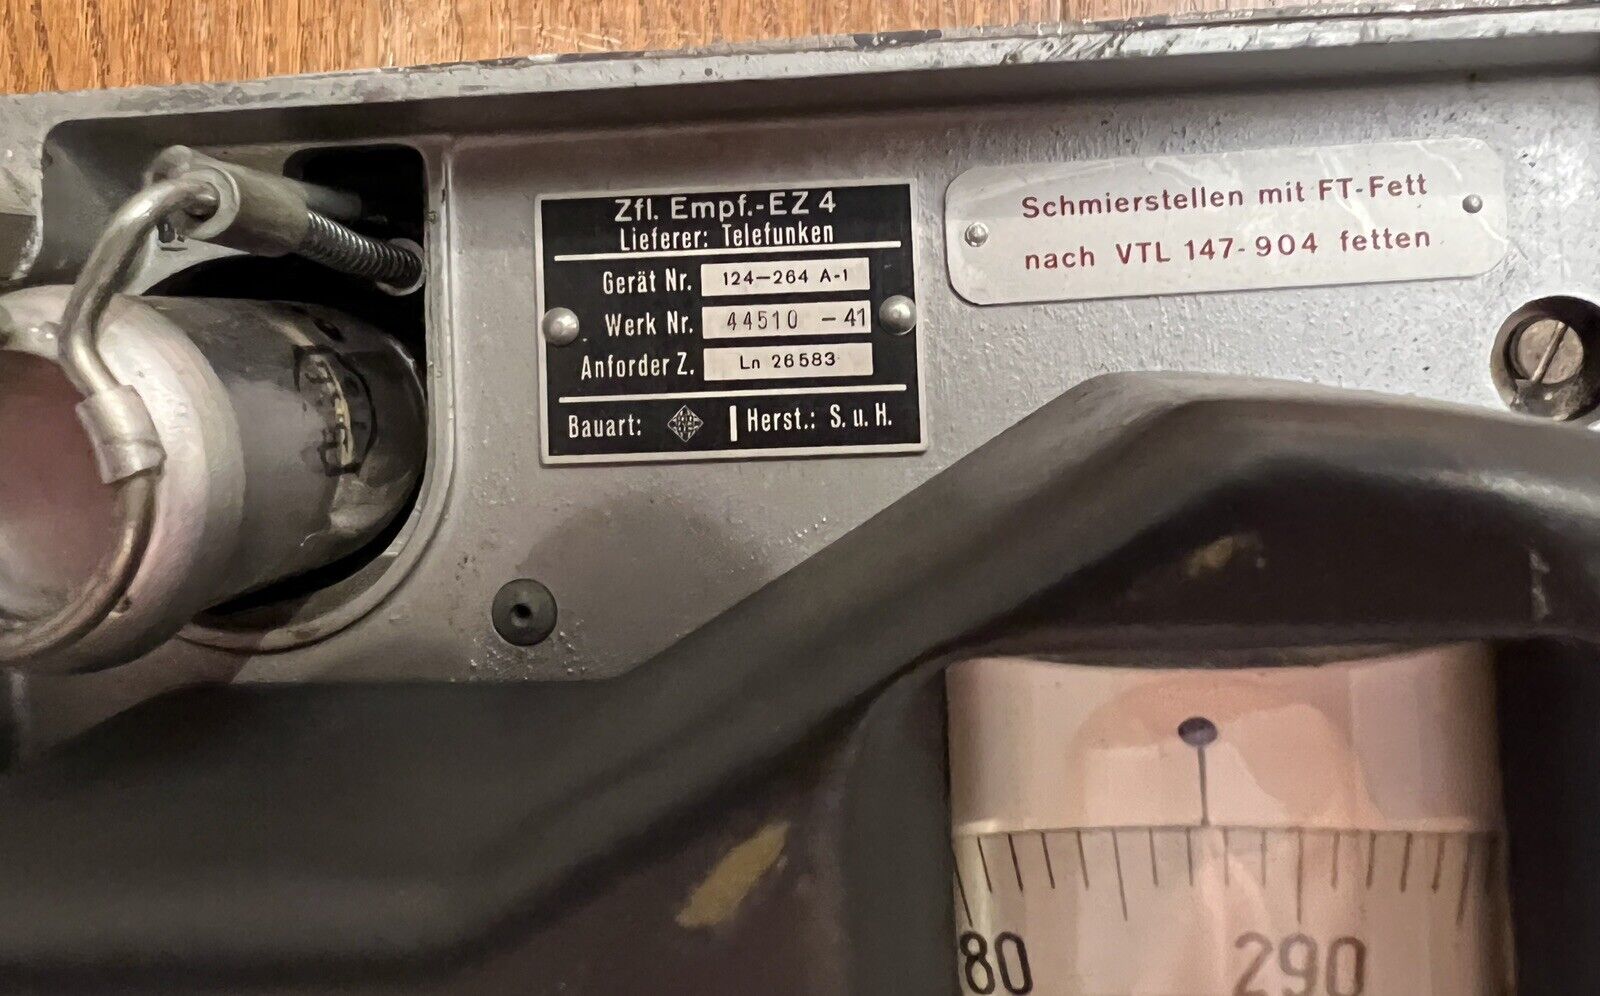 Zfl. Empf.-EZ 4
Lieferer: Telefunken
Gerät Nr. 124-264 A-1
Werk Nr. 44510 -41
Anforder Z. Ln 26583
Bauart: Herst.: S. u. H.
Schmierstellen mit FT-Fett
nach VTL 147-904 fetten
80 290